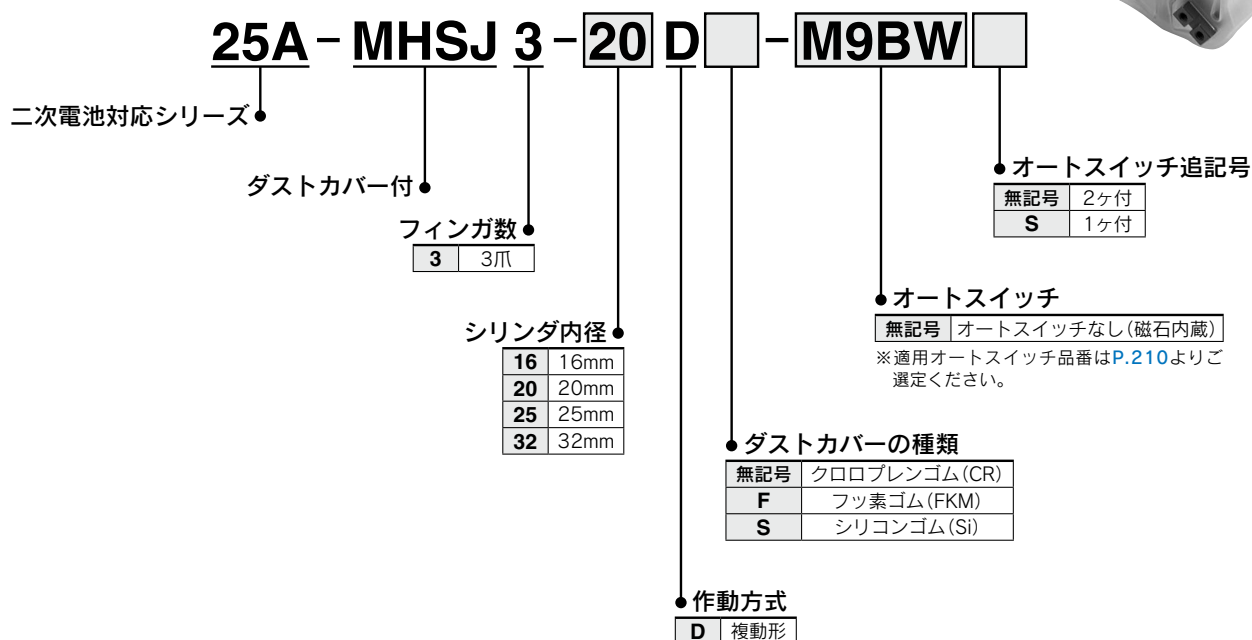 25A-MHSJ 3-20 D -M9BW
二次電池対応シリーズ
ダストカバー付
フィンガ数
3 3爪
シリンダ内径
16 16mm
20 20mm
25 25mm
32 32mm
オートスイッチ追記号
無記号 2ヶ付
S 1ヶ付
オートスイッチ
無記号 オートスイッチなし(磁石内蔵)
※適用オートスイッチ品番はP.210よりご
選定ください。
ダストカバーの種類
無記号 クロロプレンゴム(CR)
F フッ素ゴム(FKM)
S シリコンゴム(Si)
作動方式
D 複動形